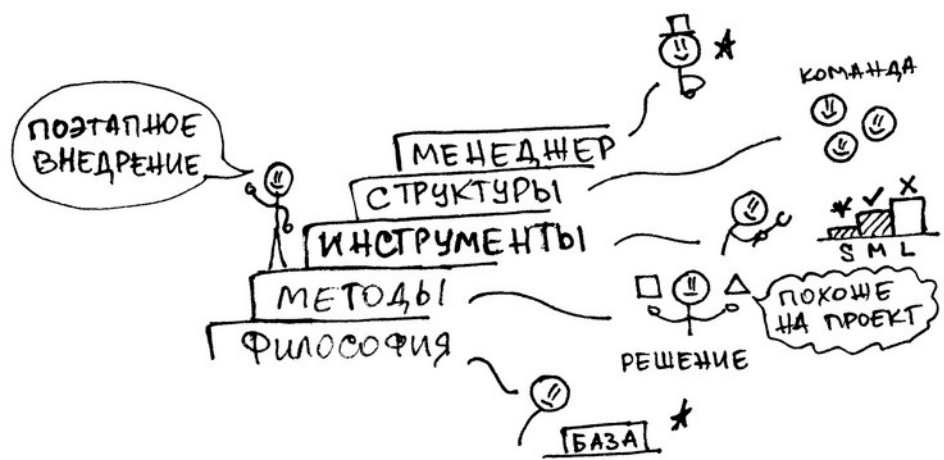 ПОЭТАПНОЕ
ВНЕДРЕНИЕ
МЕНЕДЖЕР
СТРУКТУРЫ
ИНСТРУМЕНТЫ
МЕТОДЫ
ФИЛОСОФИЯ
КОМАНДА
S M L
ПОХОЖЕ
НА ПРОЕКТ
РЕШЕНИЕ
БАЗА